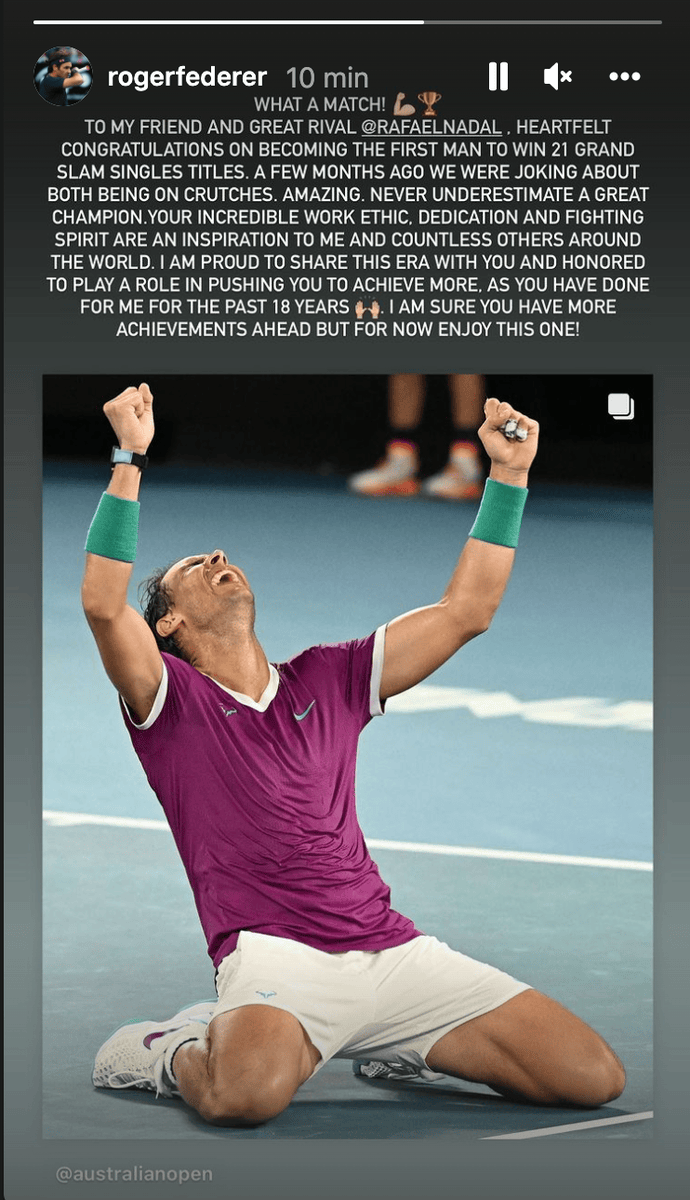 rogerfederer 10 min
WHAT A MATCH! 💪🏼🏆
TO MY FRIEND AND GREAT RIVAL @RAFAELNADAL , HEARTFELT
CONGRATULATIONS ON BECOMING THE FIRST MAN TO WIN 21 GRAND
SLAM SINGLES TITLES. A FEW MONTHS AGO WE WERE JOKING ABOUT
BOTH BEING ON CRUTCHES. AMAZING. NEVER UNDERESTIMATE A GREAT
CHAMPION.YOUR INCREDIBLE WORK ETHIC, DEDICATION AND FIGHTING
SPIRIT ARE AN INSPIRATION TO ME AND COUNTLESS OTHERS AROUND
THE WORLD. I AM PROUD TO SHARE THIS ERA WITH YOU AND HONORED
TO PLAY A ROLE IN PUSHING YOU TO ACHIEVE MORE, AS YOU HAVE DONE
FOR ME FOR THE PAST 18 YEARS 🙌🏼. I AM SURE YOU HAVE MORE
ACHIEVEMENTS AHEAD BUT FOR NOW ENJOY THIS ONE!
@australianopen